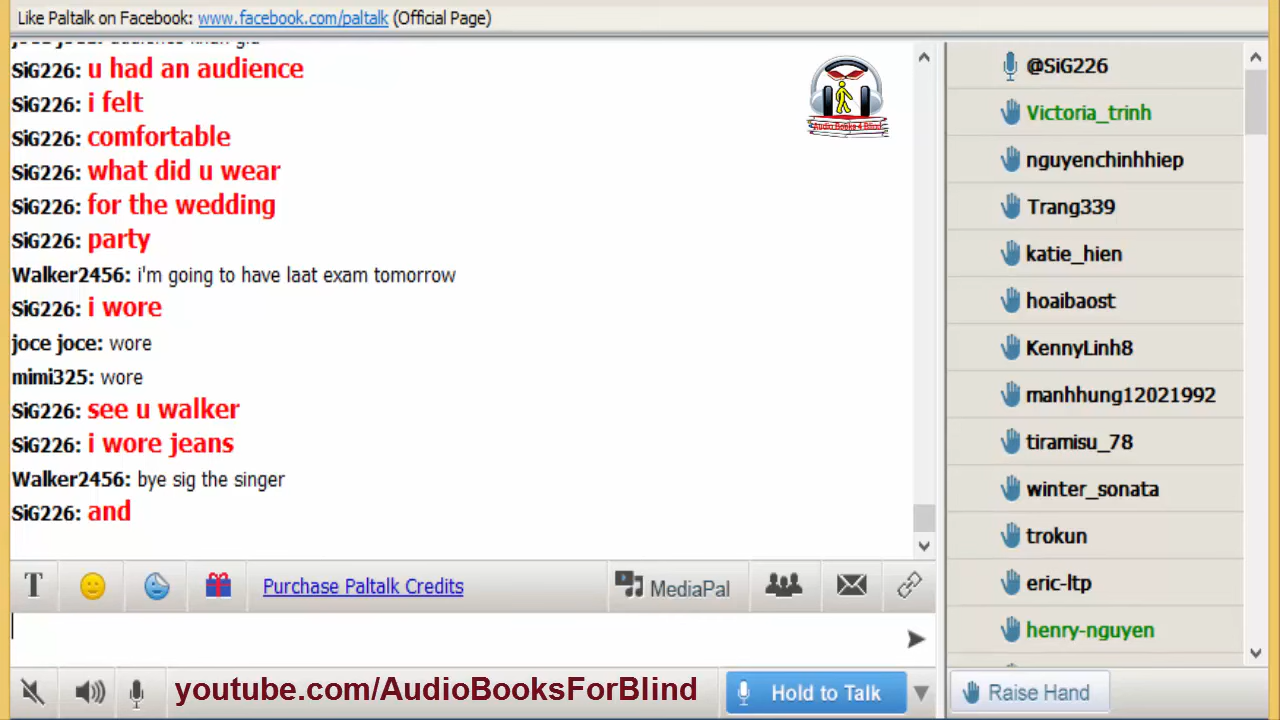 Like Paltalk on Facebook: www.facebook.com/paltalk (Official Page)
SiG226: u had an audience
SiG226: i felt
SiG226: comfortable
SiG226: what did u wear
SiG226: for the wedding
SiG226: party
Walker2456: i'm going to have laat exam tomorrow
SiG226: i wore
joce joce: wore
mimi325: wore
SiG226: see u walker
SiG226: i wore jeans
Walker2456: bye sig the singer
SiG226: and
Audio Books 4 Blind
@SiG226
Victoria_trinh
nguyenchinhhiep
Trang339
katie_hien
hoaibaost
KennyLinh8
manhhung12021992
tiramisu_78
winter_sonata
trokun
eric-ltp
henry-nguyen
T
Purchase Paltalk Credits
MediaPal
youtube.com/AudioBooksForBlind
Hold to Talk
Raise Hand